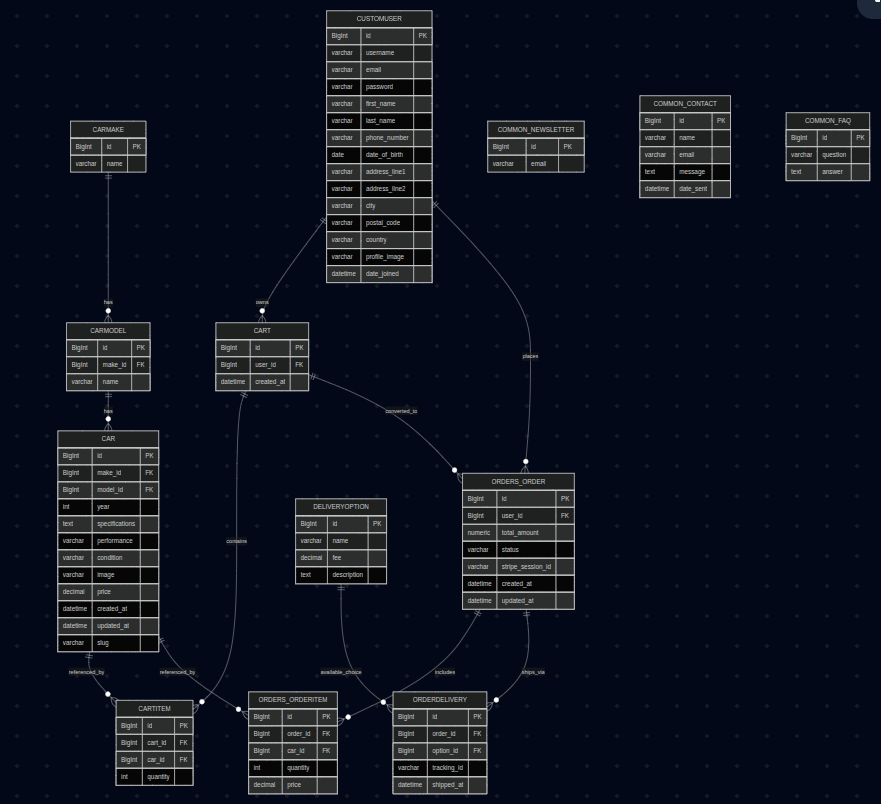 CUSTOMUSER
BigInt id PK
varchar username
varchar email
varchar password
varchar first_name
varchar last_name
varchar phone_number
date date_of_birth
varchar address_line1
varchar address_line2
varchar city
varchar postal_code
varchar country
varchar profile_image
datetime date_joined
CARMAKE
BigInt id PK
varchar name
COMMON_NEWSLETTER
BigInt id PK
varchar email
COMMON_CONTACT
BigInt id PK
varchar name
varchar email
text message
datetime date_sent
COMMON_FAQ
BigInt id PK
varchar question
text answer
has
owns
places
CARMODEL
BigInt id PK
BigInt make_id FK
varchar name
CART
BigInt id PK
BigInt user_id FK
datetime created_at
has
converted_to
CAR
BigInt id PK
BigInt make_id FK
BigInt model_id FK
int year
text specifications
varchar performance
varchar condition
varchar image
decimal price
datetime created_at
datetime updated_at
varchar slug
contains
DELIVERYOPTION
BigInt id PK
varchar name
decimal fee
text description
ORDERS_ORDER
BigInt id PK
BigInt user_id FK
numeric total_amount
varchar status
varchar stripe_session_id
datetime created_at
datetime updated_at
referenced_by
referenced_by
available_choice
includes
ships_via
CARTITEM
BigInt id PK
BigInt cart_id FK
BigInt car_id FK
int quantity
ORDERS_ORDERITEM
BigInt id PK
BigInt order_id FK
BigInt car_id FK
int quantity
decimal price
ORDERDELIVERY
BigInt id PK
BigInt order_id FK
BigInt option_id FK
varchar tracking_id
datetime shipped_at